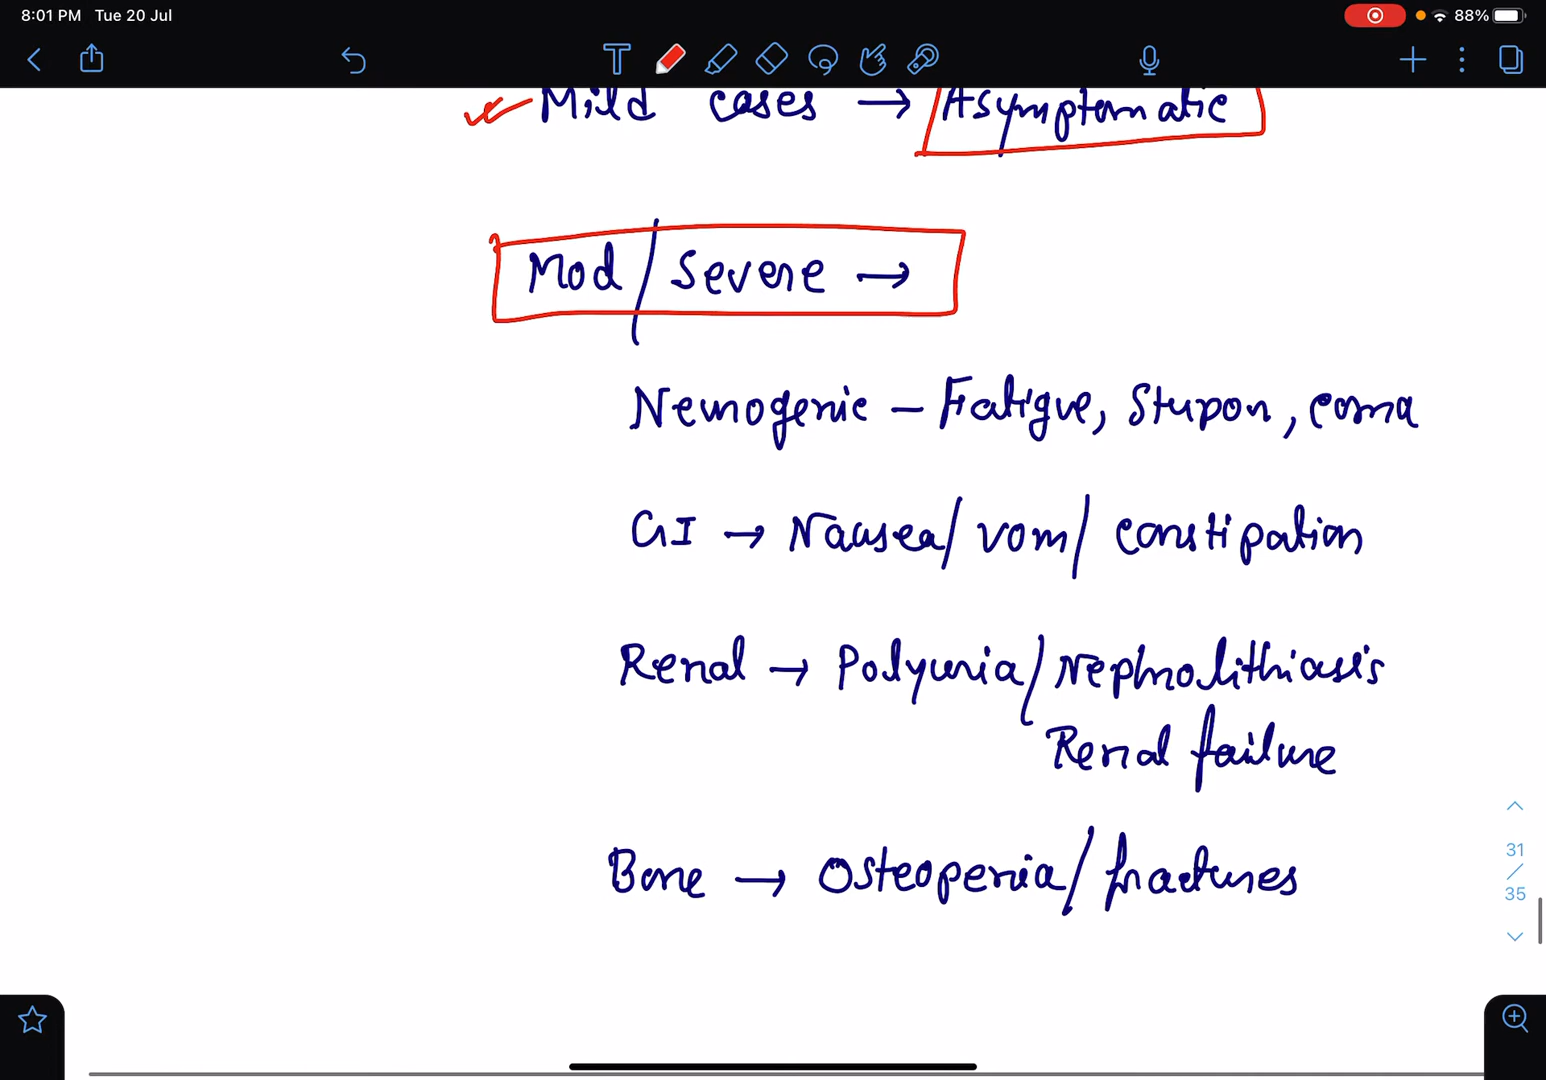 8:01 PM Tue 20 Jul
88%
Mild cases → Asymptomatic
Mod / Severe →
Neurogenic – Fatigue, Stupor, coma
GI → Nausea / vom / constipation
Renal → Polyuria / Nephrolithiasis
Renal failure
Bone → Osteopenia / fractures
31
/
35